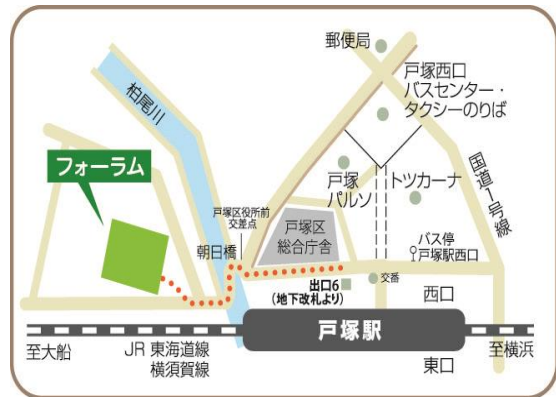 郵便局
戸塚西口
バスセンター・
タクシーのりば
柏尾川
フォーラム
戸塚
パルソ
トツカーナ
国道1号線
戸塚区役所前
交差点
戸塚区
総合庁舎
朝日橋
バス停
戸塚駅西口
出口6
(地下改札より)
交番
西口
戸塚駅
至大船
JR 東海道線
横須賀線
東口
至横浜